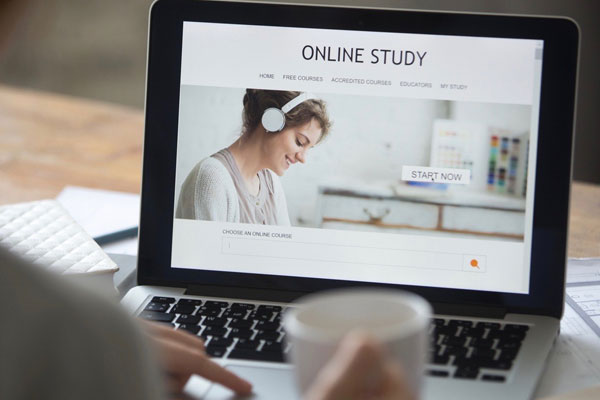 ONLINE STUDY
HOME FREE COURSES ACCREDITED COURSES EDUCATORS MY STUDY
START NOW
CHOOSE AN ONLINE COURSE